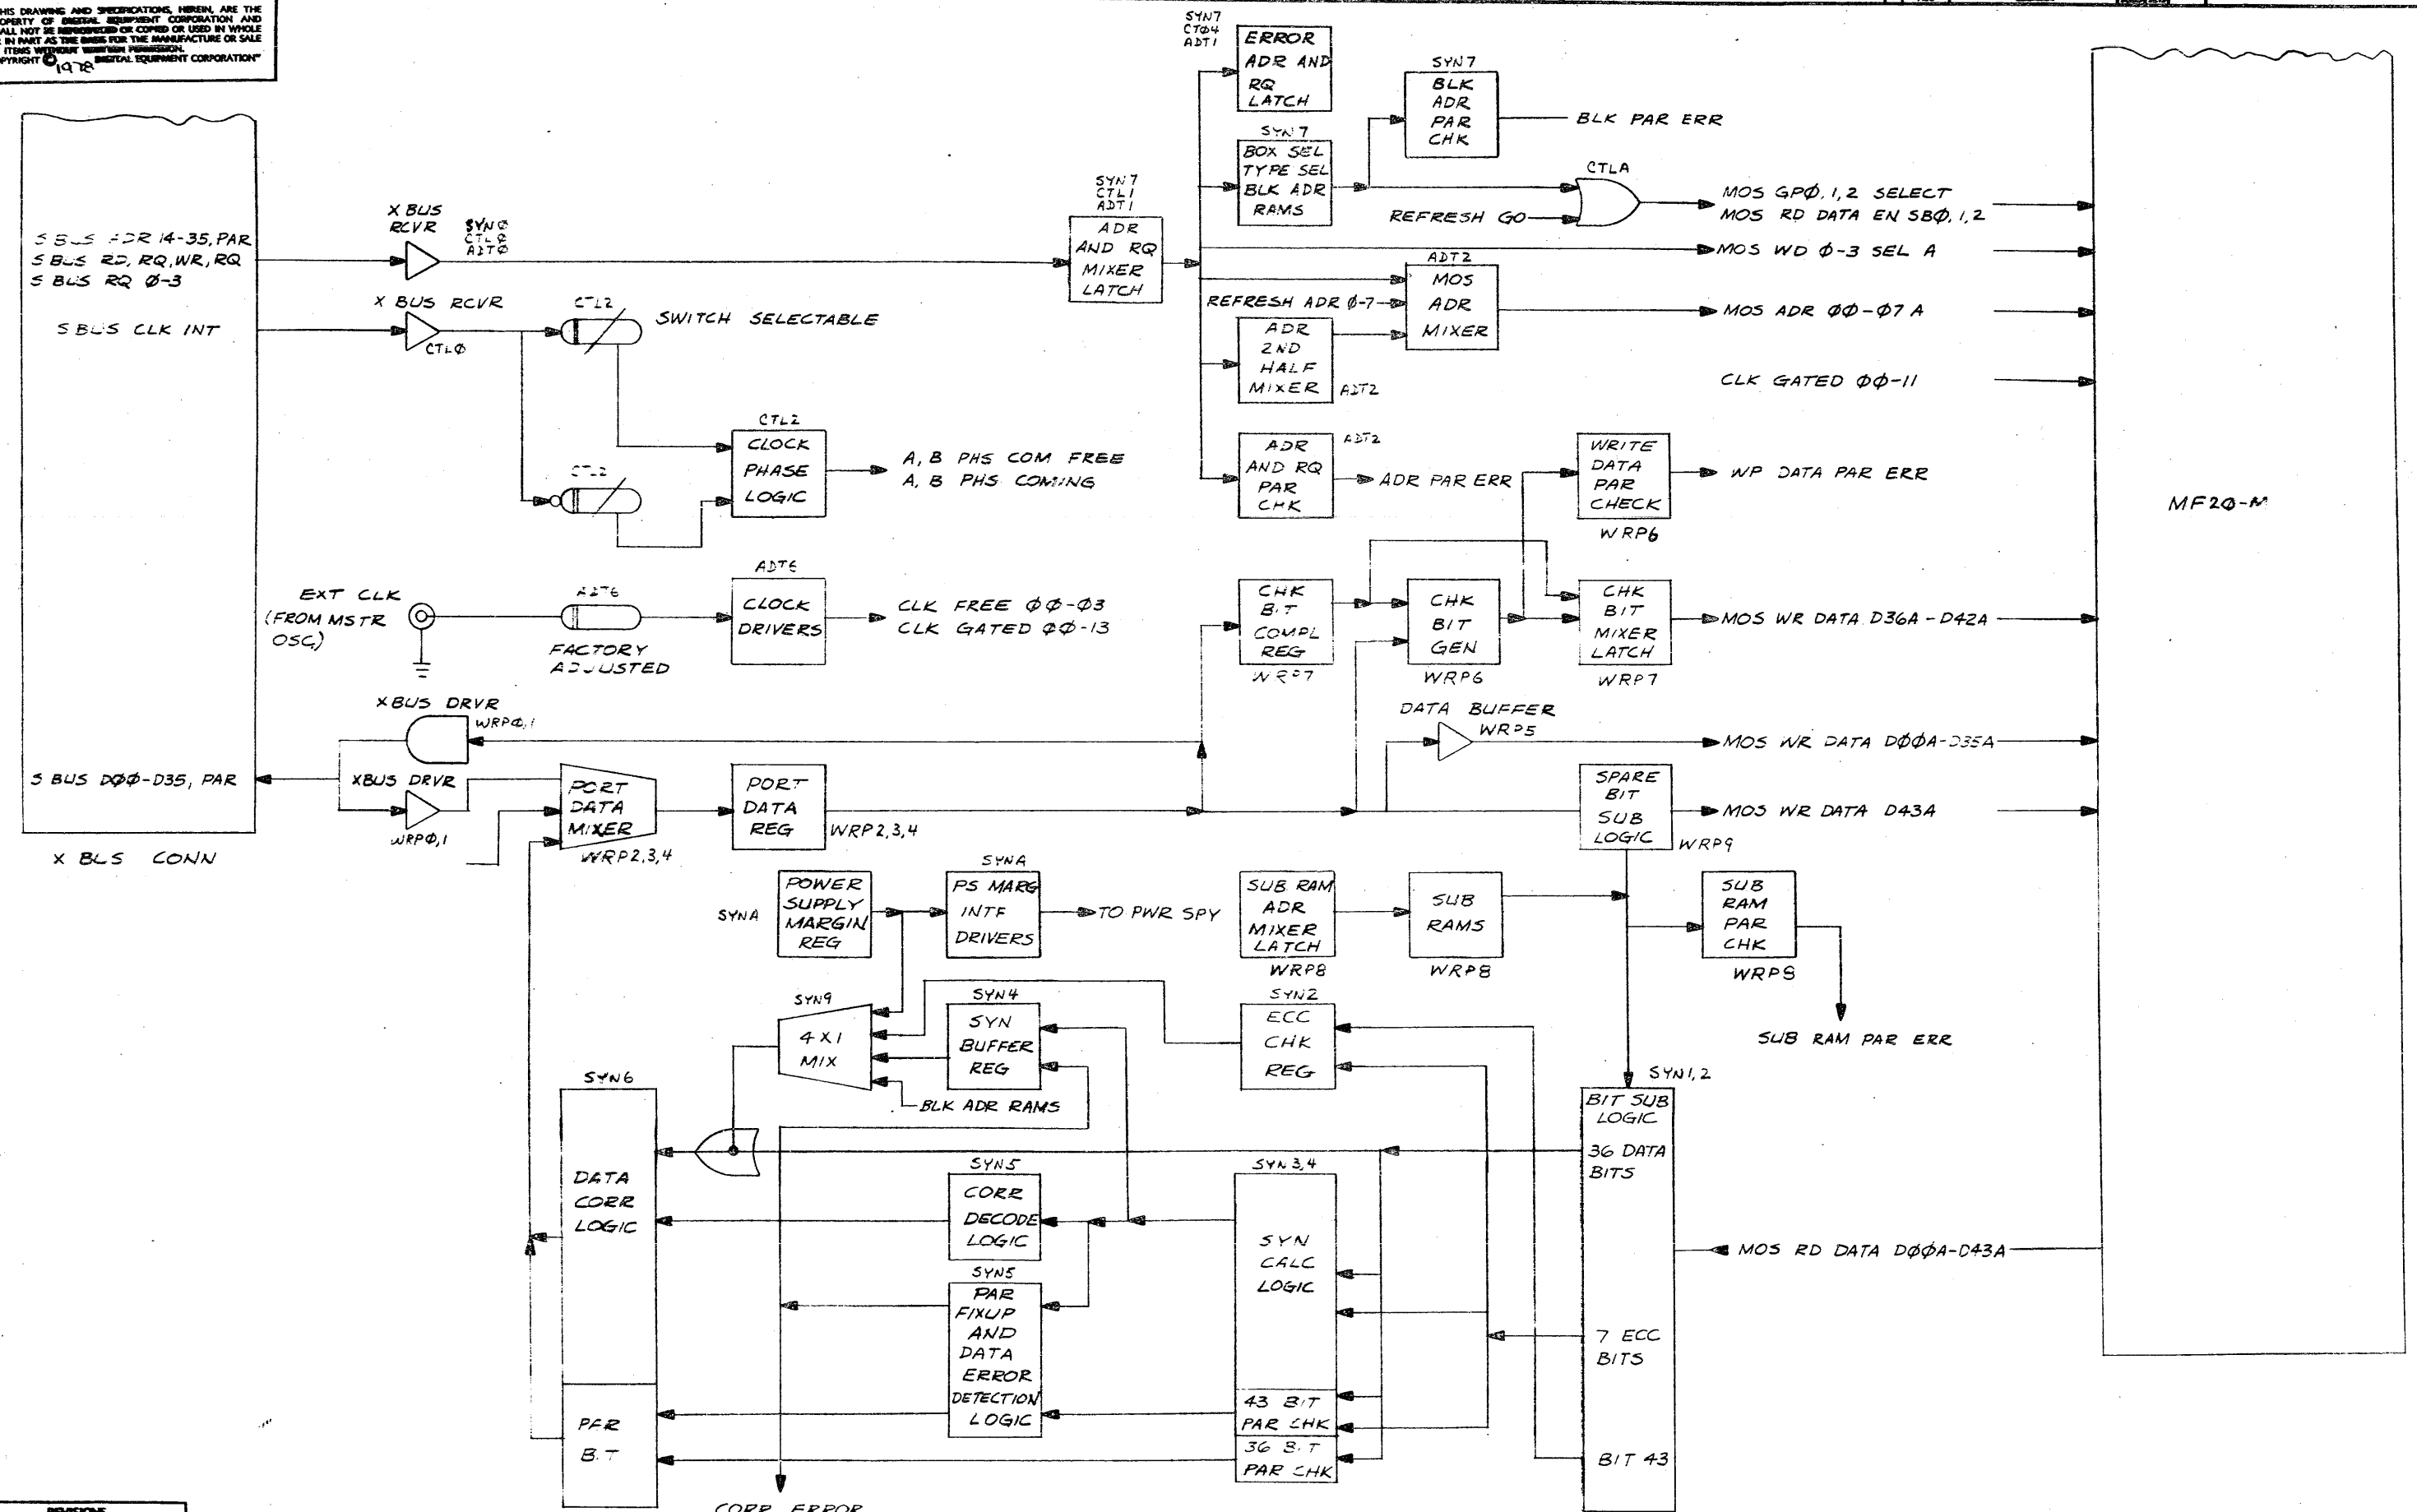 HIS DRAWING AND SPECIFICATIONS, HEREIN, ARE THE
OPERTY OF DIGITAL EQUIPMENT CORPORATION AND
ALL NOT BE REPRODUCED OR COPIED OR USED IN WHOLE
IN PART AS THE BASIS FOR THE MANUFACTURE OR SALE
ITEMS WITHOUT WRITTEN PERMISSION.
PYRIGHT © 1978 DIGITAL EQUIPMENT CORPORATION"
S BUS ADR 14-35, PAR
S BUS RD, RQ, WR, RQ
S BUS RQ Ø-3
S BUS CLK INT
X BUS
RCVR
SYNØ
CTLØ
ADTØ
X BUS RCVR
CTLØ
CTL2
SWITCH SELECTABLE
CTL2
CTL2
CLOCK
PHASE
LOGIC
A, B PHS COM FREE
A, B PHS COMING
EXT CLK
(FROM MSTR
OSC)
ADT6
FACTORY
ADJUSTED
ADT6
CLOCK
DRIVERS
CLK FREE ØØ-Ø3
CLK GATED ØØ-13
SYN7
CTL1
ADT1
ADR
AND RQ
MIXER
LATCH
SYN7
CTØ4
ADT1
ERROR
ADR AND
RQ
LATCH
SYN7
BOX SEL
TYPE SEL
BLK ADR
RAMS
SYN7
BLK
ADR
PAR
CHK
BLK PAR ERR
CTLA
REFRESH GO
MOS GPØ,1,2 SELECT
MOS RD DATA EN SBØ,1,2
MOS WD Ø-3 SEL A
ADT2
MOS
ADR
MIXER
REFRESH ADR Ø-7
MOS ADR ØØ-Ø7 A
ADR
2ND
HALF
MIXER
ADT2
CLK GATED ØØ-11
ADR
AND RQ
PAR
CHK
ADT2
ADR PAR ERR
WRITE
DATA
PAR
CHECK
WRP6
WP DATA PAR ERR
MF2Ø-M
CHK
BIT
COMPL
REG
WRP7
CHK
BIT
GEN
WRP6
CHK
BIT
MIXER
LATCH
WRP7
MOS WR DATA D36A-D42A
XBUS DRVR
WRPØ,1
DATA BUFFER
WRP5
MOS WR DATA DØØA-D35A
S BUS DØØ-D35, PAR
XBUS DRVR
WRPØ,1
PORT
DATA
MIXER
WRP2,3,4
PORT
DATA
REG
WRP2,3,4
SPARE
BIT
SUB
LOGIC
WRP9
MOS WR DATA D43A
X BUS CONN
SYNA
POWER
SUPPLY
MARGIN
REG
SYNA
PS MARG
INTF
DRIVERS
TO PWR SPY
SUB RAM
ADR
MIXER
LATCH
WRP8
SUB
RAMS
WRP8
SUB
RAM
PAR
CHK
WRP8
SUB RAM PAR ERR
SYN9
4X1
MIX
SYN4
SYN
BUFFER
REG
BLK ADR RAMS
SYN2
ECC
CHK
REG
SYN1,2
BIT SUB
LOGIC
36 DATA
BITS
7 ECC
BITS
BIT 43
MOS RD DATA DØØA-D43A
SYN6
DATA
CORR
LOGIC
PAR
BIT
SYN5
CORR
DECODE
LOGIC
SYN5
PAR
FIXUP
AND
DATA
ERROR
DETECTION
LOGIC
SYN3,4
SYN
CALC
LOGIC
43 BIT
PAR CHK
36 BIT
PAR CHK
CORR ERROR
REVISIONS